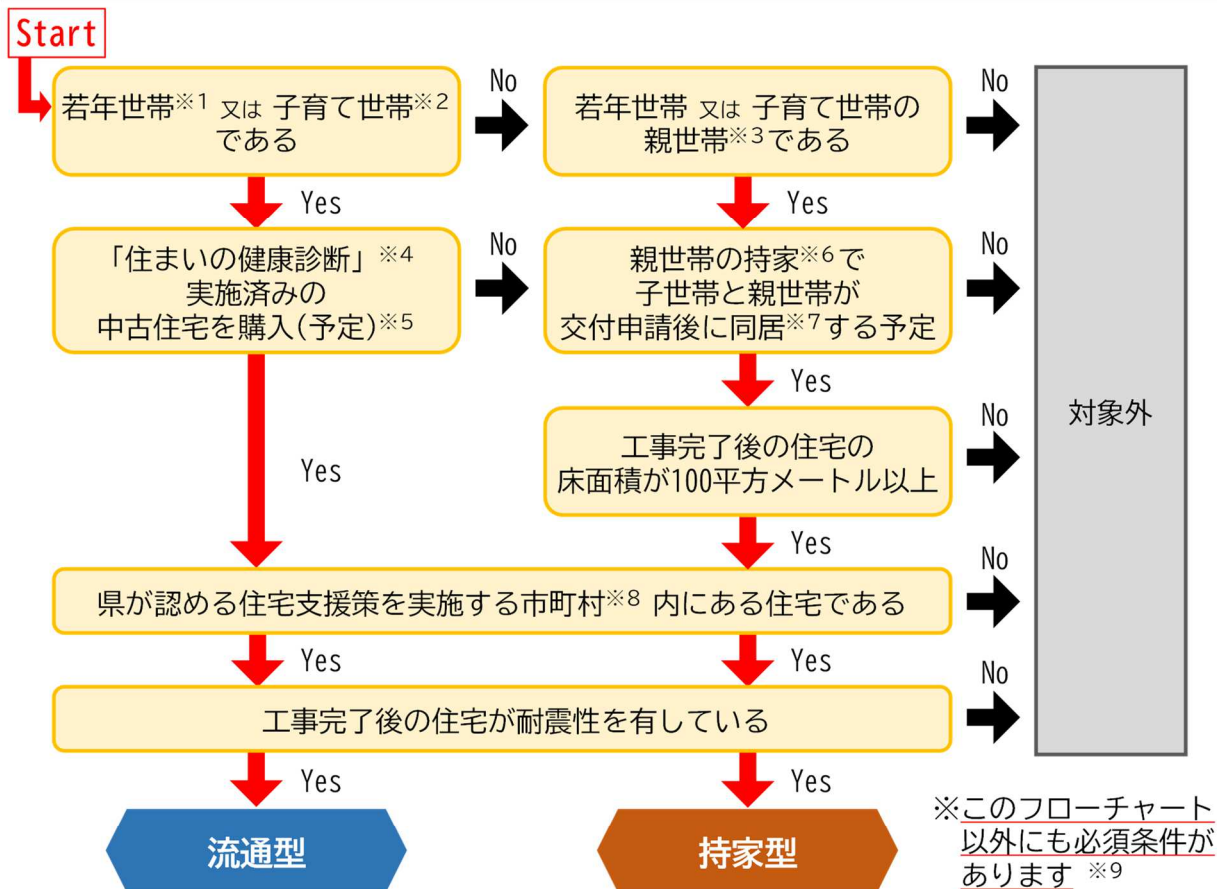 Start
若年世帯※1 又は 子育て世帯※2
である
No
若年世帯 又は 子育て世帯の
親世帯※3である
No
Yes
Yes
「住まいの健康診断」※4
実施済みの
中古住宅を購入(予定)※5
No
親世帯の持家※6で
子世帯と親世帯が
交付申請後に同居※7する予定
No
Yes
対象外
工事完了後の住宅の
床面積が100平方メートル以上
No
Yes
Yes
県が認める住宅支援策を実施する市町村※8 内にある住宅である
No
Yes
Yes
工事完了後の住宅が耐震性を有している
No
Yes
Yes
流通型
持家型
※このフローチャート
以外にも必須条件が
あります ※9